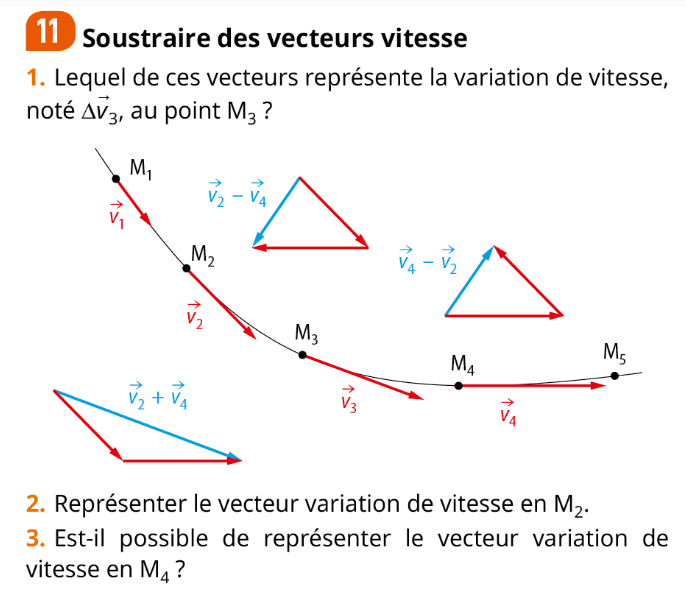 11 Soustraire des vecteurs vitesse
1. Lequel de ces vecteurs représente la variation de vitesse,
noté Δv⃗₃, au point M₃ ?
M₁
v⃗₂ – v⃗₄
v⃗₁
M₂
v⃗₄ – v⃗₂
v⃗₂
M₃
M₅
M₄
v⃗₂ + v⃗₄
v⃗₃
v⃗₄
2. Représenter le vecteur variation de vitesse en M₂.
3. Est-il possible de représenter le vecteur variation de
vitesse en M₄ ?